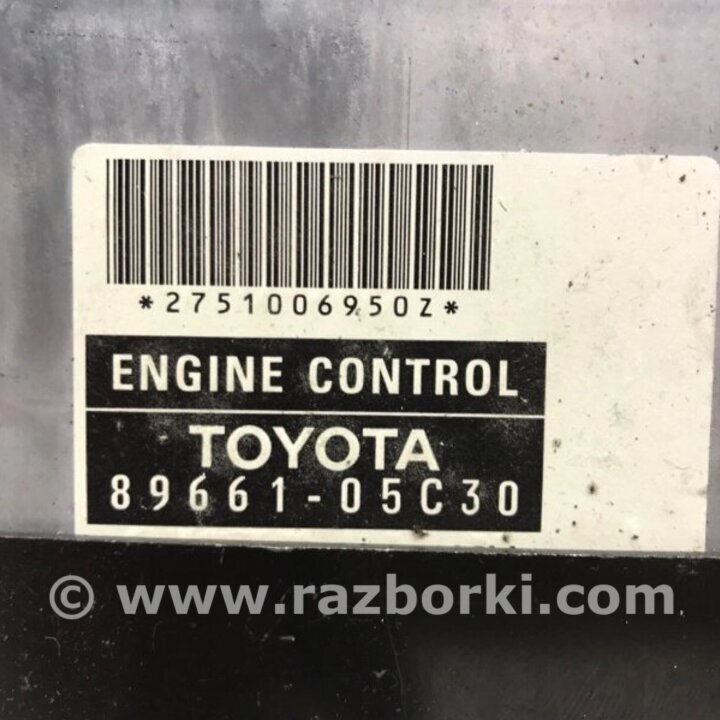 *2751006950Z*
ENGINE CONTROL
TOYOTA
89661-05C30
© www.razborki.com